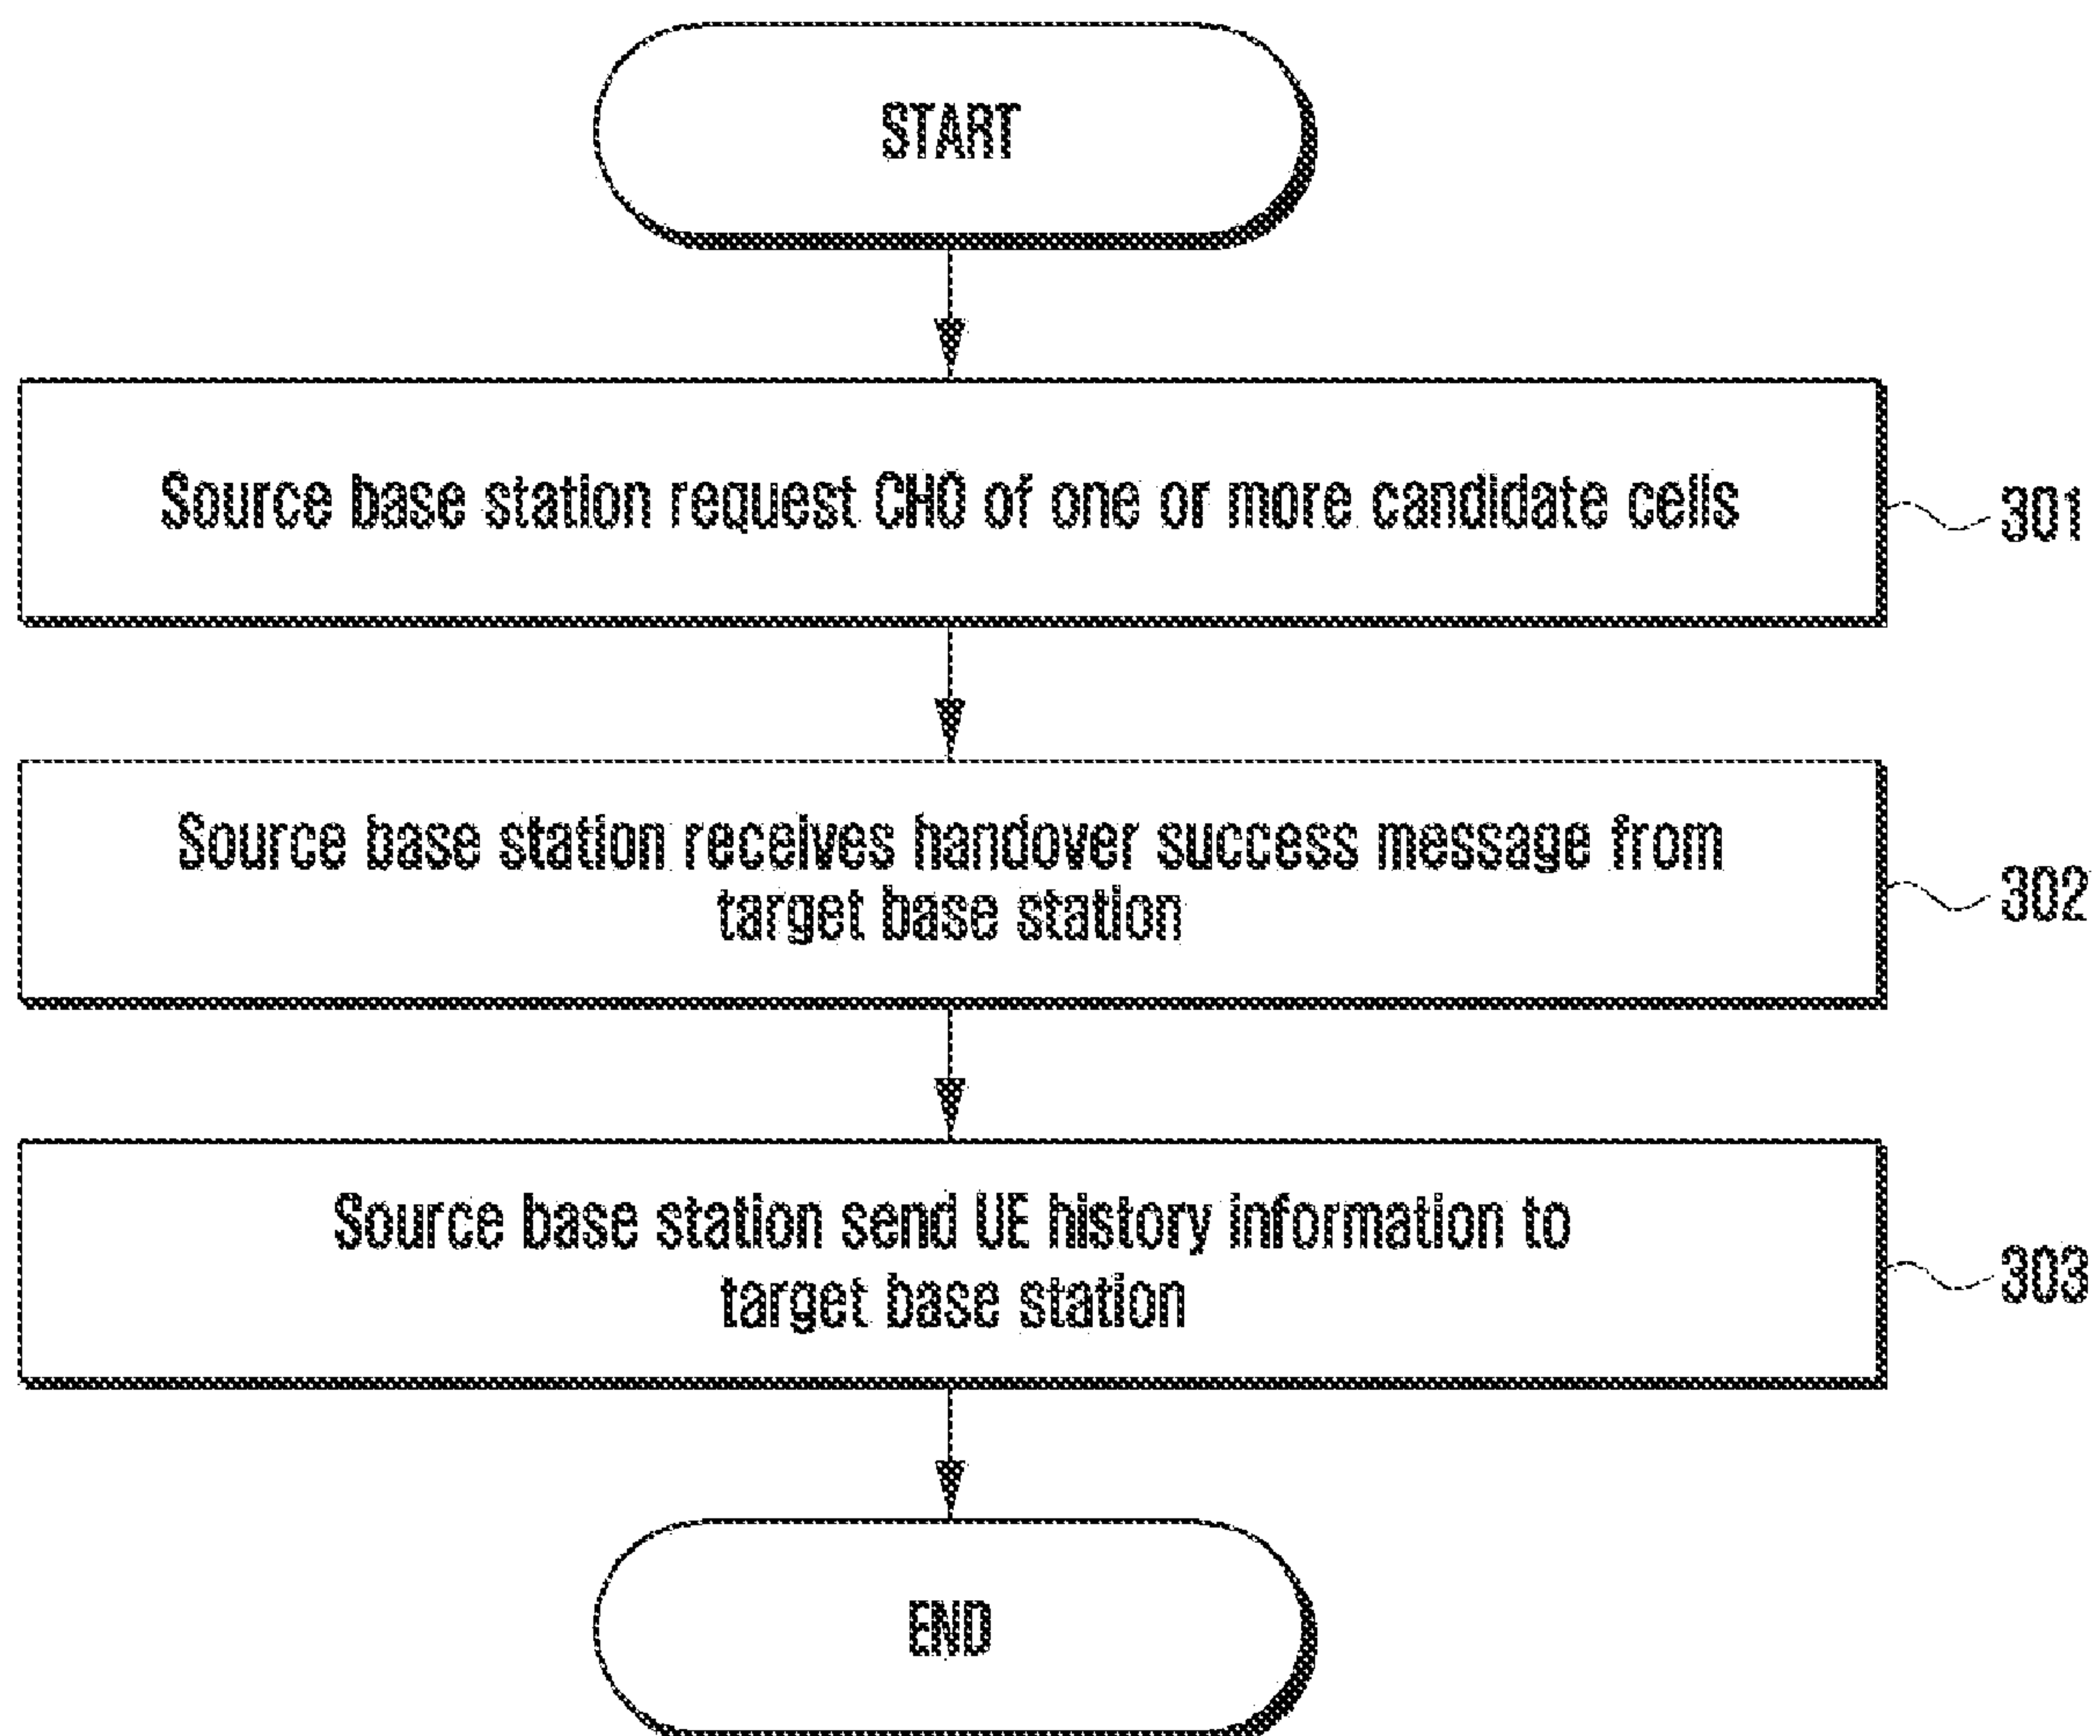 START
Source base station request CHO of one or more candidate cells
301
Source base station receives handover success message from
target base station
302
Source base station send UE history information to
target base station
303
END